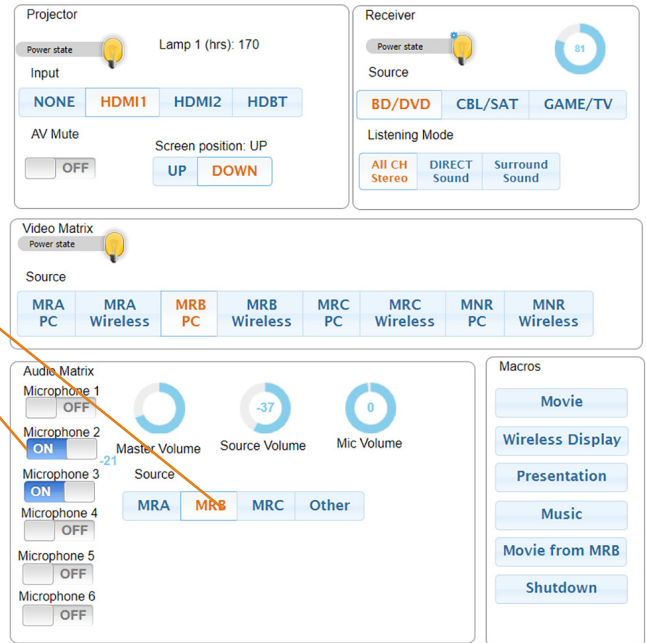 Projector
Power state
Lamp 1 (hrs): 170
Input
NONE HDMI1 HDMI2 HDBT
AV Mute
OFF
Screen position: UP
UP DOWN
Receiver
Power state
81
Source
BD/DVD CBL/SAT GAME/TV
Listening Mode
All CH
Stereo
DIRECT
Sound
Surround
Sound
Video Matrix
Power state
Source
MRA
PC
MRA
Wireless
MRB
PC
MRB
Wireless
MRC
PC
MRC
Wireless
MNR
PC
MNR
Wireless
Audio Matrix
Microphone 1
OFF
Microphone 2
ON
Microphone 3
ON
Microphone 4
OFF
Microphone 5
OFF
Microphone 6
OFF
-21
Master Volume
-37
Source Volume
0
Mic Volume
Source
MRA MRB MRC Other
Macros
Movie
Wireless Display
Presentation
Music
Movie from MRB
Shutdown